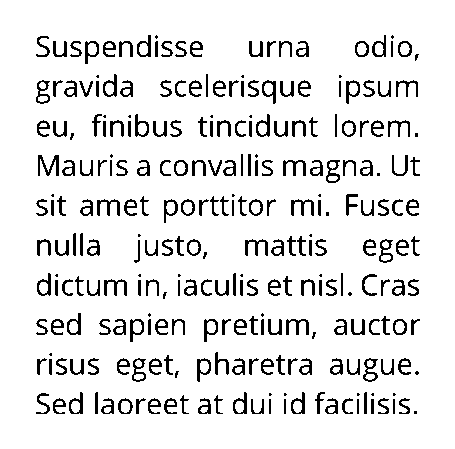 Suspendisse urna odio,
gravida scelerisque ipsum
eu, finibus tincidunt lorem.
Mauris a convallis magna. Ut
sit amet porttitor mi. Fusce
nulla justo, mattis eget
dictum in, iaculis et nisl. Cras
sed sapien pretium, auctor
risus eget, pharetra augue.
Sed laoreet at dui id facilisis.